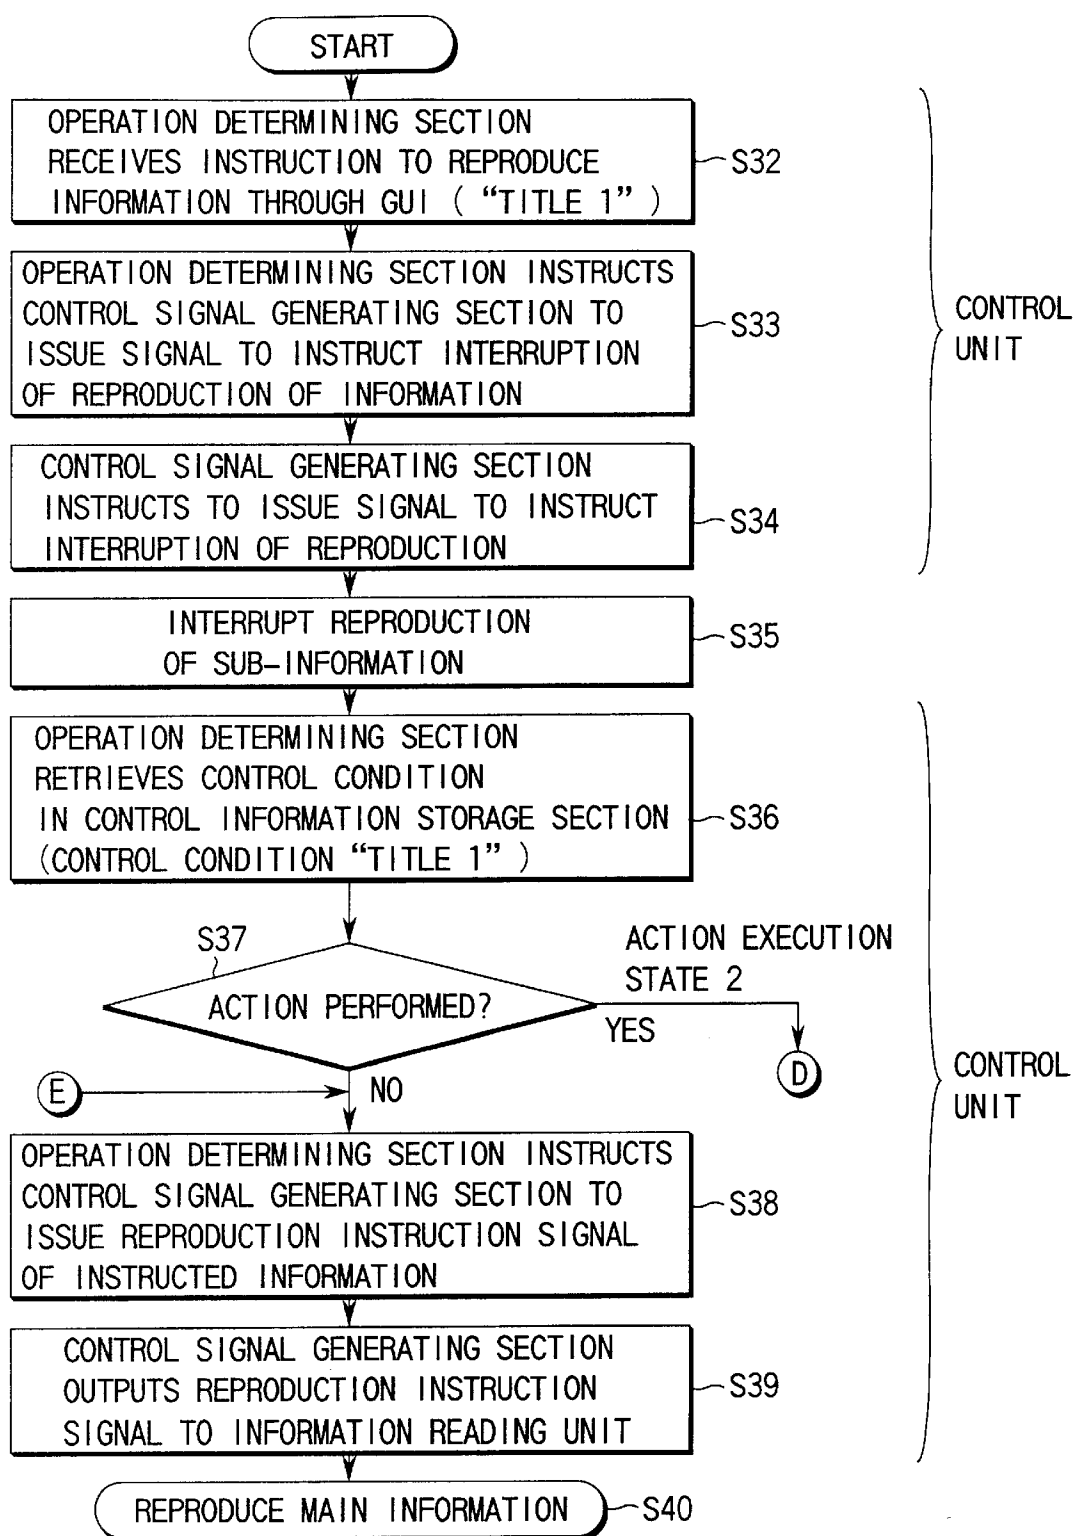 START
OPERATION DETERMINING SECTION
RECEIVES INSTRUCTION TO REPRODUCE
INFORMATION THROUGH GUI ( “TITLE 1” )
S32
OPERATION DETERMINING SECTION INSTRUCTS
CONTROL SIGNAL GENERATING SECTION TO
ISSUE SIGNAL TO INSTRUCT INTERRUPTION
OF REPRODUCTION OF INFORMATION
S33
CONTROL UNIT
CONTROL SIGNAL GENERATING SECTION
INSTRUCTS TO ISSUE SIGNAL TO INSTRUCT
INTERRUPTION OF REPRODUCTION
S34
INTERRUPT REPRODUCTION
OF SUB-INFORMATION
S35
OPERATION DETERMINING SECTION
RETRIEVES CONTROL CONDITION
IN CONTROL INFORMATION STORAGE SECTION
(CONTROL CONDITION “TITLE 1” )
S36
S37
ACTION PERFORMED?
ACTION EXECUTION
STATE 2
YES
D
E
NO
CONTROL
UNIT
OPERATION DETERMINING SECTION INSTRUCTS
CONTROL SIGNAL GENERATING SECTION TO
ISSUE REPRODUCTION INSTRUCTION SIGNAL
OF INSTRUCTED INFORMATION
S38
CONTROL SIGNAL GENERATING SECTION
OUTPUTS REPRODUCTION INSTRUCTION
SIGNAL TO INFORMATION READING UNIT
S39
REPRODUCE MAIN INFORMATION
S40